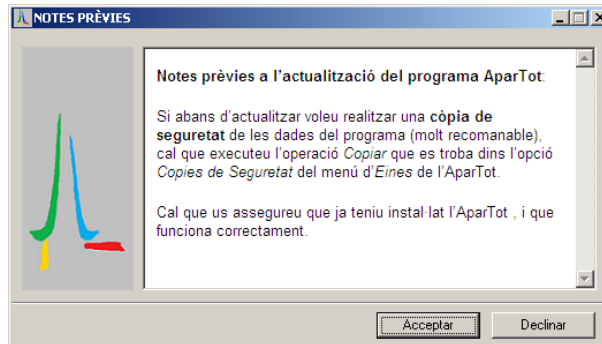 NOTES PRÈVIES
Notes prèvies a l'actualització del programa AparTot:
Si abans d'actualitzar voleu realitzar una còpia de
seguretat de les dades del programa (molt recomanable),
cal que executeu l'operació Copiar que es troba dins l'opció
Copies de Seguretat del menú d'Eines de l'AparTot.
Cal que us assegureu que ja teniu instal·lat l'AparTot , i que
funciona correctament.
Acceptar
Declinar